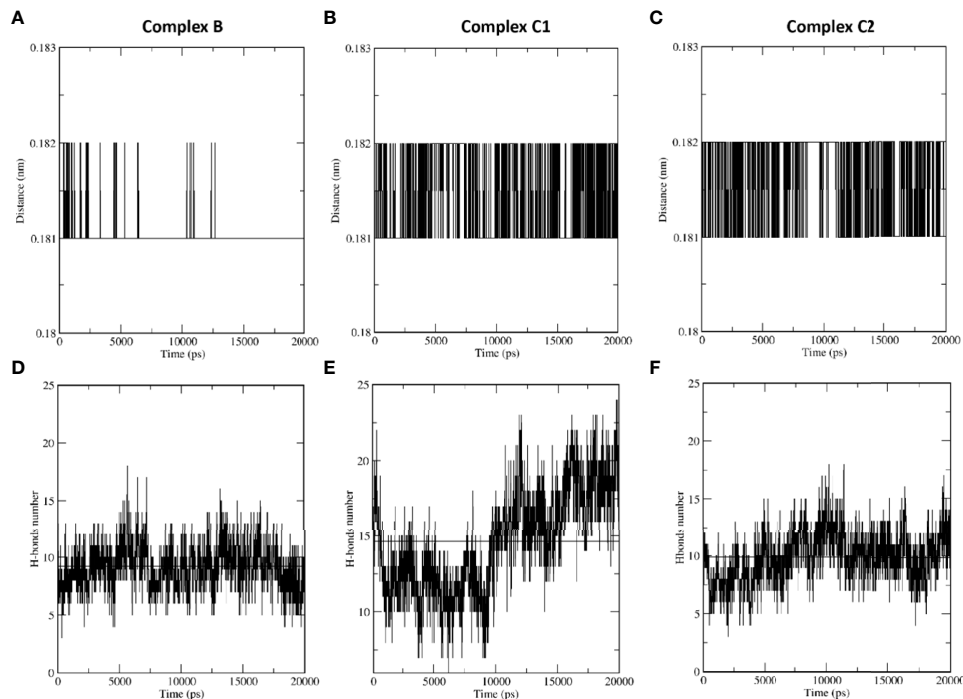 A Complex B
B Complex C1
C Complex C2
0.183
0.182
0.181
0.18
Distance (nm)
0 5000 10000 15000 20000
Time (ps)
0.183
0.182
0.181
0.18
Distance (nm)
0 5000 10000 15000 20000
Time (ps)
0.183
0.182
0.181
0.18
Distance (nm)
0 5000 10000 15000 20000
Time (ps)
D
25
20
15
10
5
0
H-bonds number
0 5000 10000 15000 20000
Time (ps)
E
25
20
15
10
H-bonds number
0 5000 10000 15000 20000
Time (ps)
F
25
20
15
10
5
0
Hbonds number
0 5000 10000 15000 20000
Time (ps)